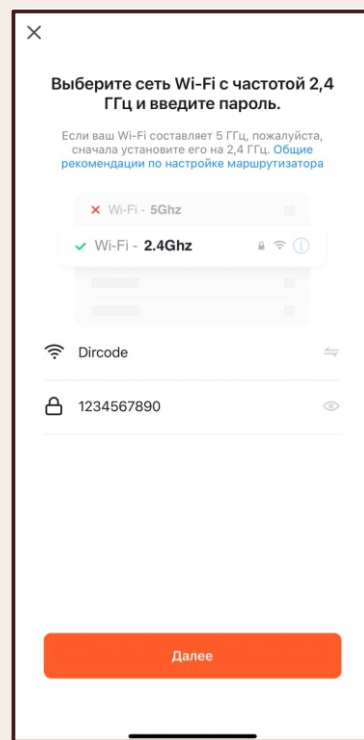 Выберите сеть Wi-Fi с частотой 2,4
ГГц и введите пароль.
Если ваш Wi-Fi составляет 5 ГГц, пожалуйста,
сначала установите его на 2,4 ГГц. Общие
рекомендации по настройке маршрутизатора
Wi-Fi - 5Ghz
Wi-Fi - 2.4Ghz
Dircode
1234567890
Далее